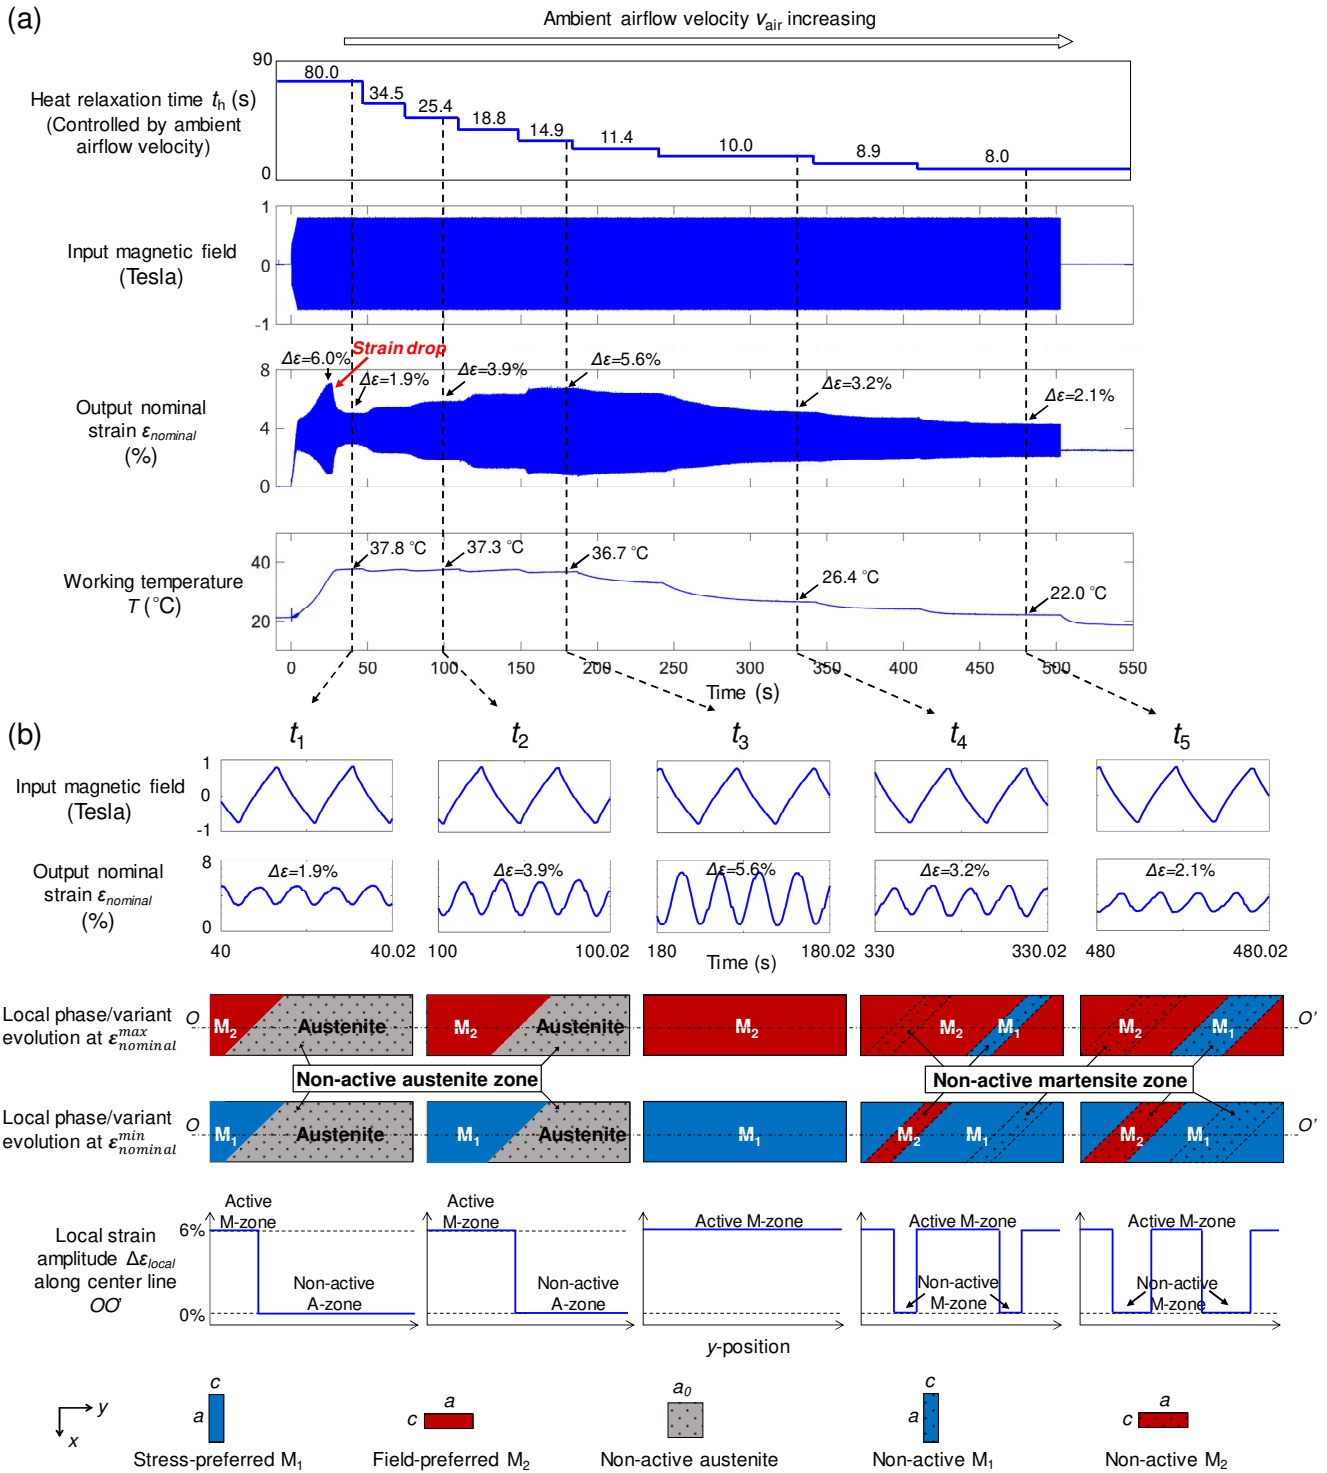 (a)
Ambient airflow velocity vair increasing
Heat relaxation time th (s)
(Controlled by ambient
airflow velocity)
90
0
80.0
34.5
25.4
18.8
14.9
11.4
10.0
8.9
8.0
Input magnetic field
(Tesla)
1
0
-1
Output nominal
strain εnominal
(%)
8
4
0
Δε=6.0%
Strain drop
Δε=1.9%
Δε=3.9%
Δε=5.6%
Δε=3.2%
Δε=2.1%
Working temperature
T (°C)
40
20
37.8 °C
37.3 °C
36.7 °C
26.4 °C
22.0 °C
0 50 100 150 200 250 300 350 400 450 500 550
Time (s)
(b)
t1 t2 t3 t4 t5
Input magnetic field
(Tesla)
1
0
-1
Output nominal
strain εnominal
(%)
8
0
Δε=1.9% Δε=3.9% Δε=5.6% Δε=3.2% Δε=2.1%
40 40.02 100 100.02 180 180.02 330 330.02 480 480.02
Time (s)
Local phase/variant
evolution at εnominal max
O M2 Austenite M2 Austenite M2 M2 M1 M2 M1 O'
Non-active austenite zone
Non-active martensite zone
Local phase/variant
evolution at εnominal min
O M1 Austenite M1 Austenite M1 M2 M1 M2 M1 O'
Local strain
amplitude Δεlocal
along center line
OO'
6%
0%
Active
M-zone
Non-active
A-zone
Active
M-zone
Non-active
A-zone
Active M-zone
Active M-zone
Non-active
M-zone
Active M-zone
Non-active
M-zone
y-position
y
x
c
a
Stress-preferred M1
a
c
Field-preferred M2
a0
Non-active austenite
c
a
Non-active M1
a
c
Non-active M2